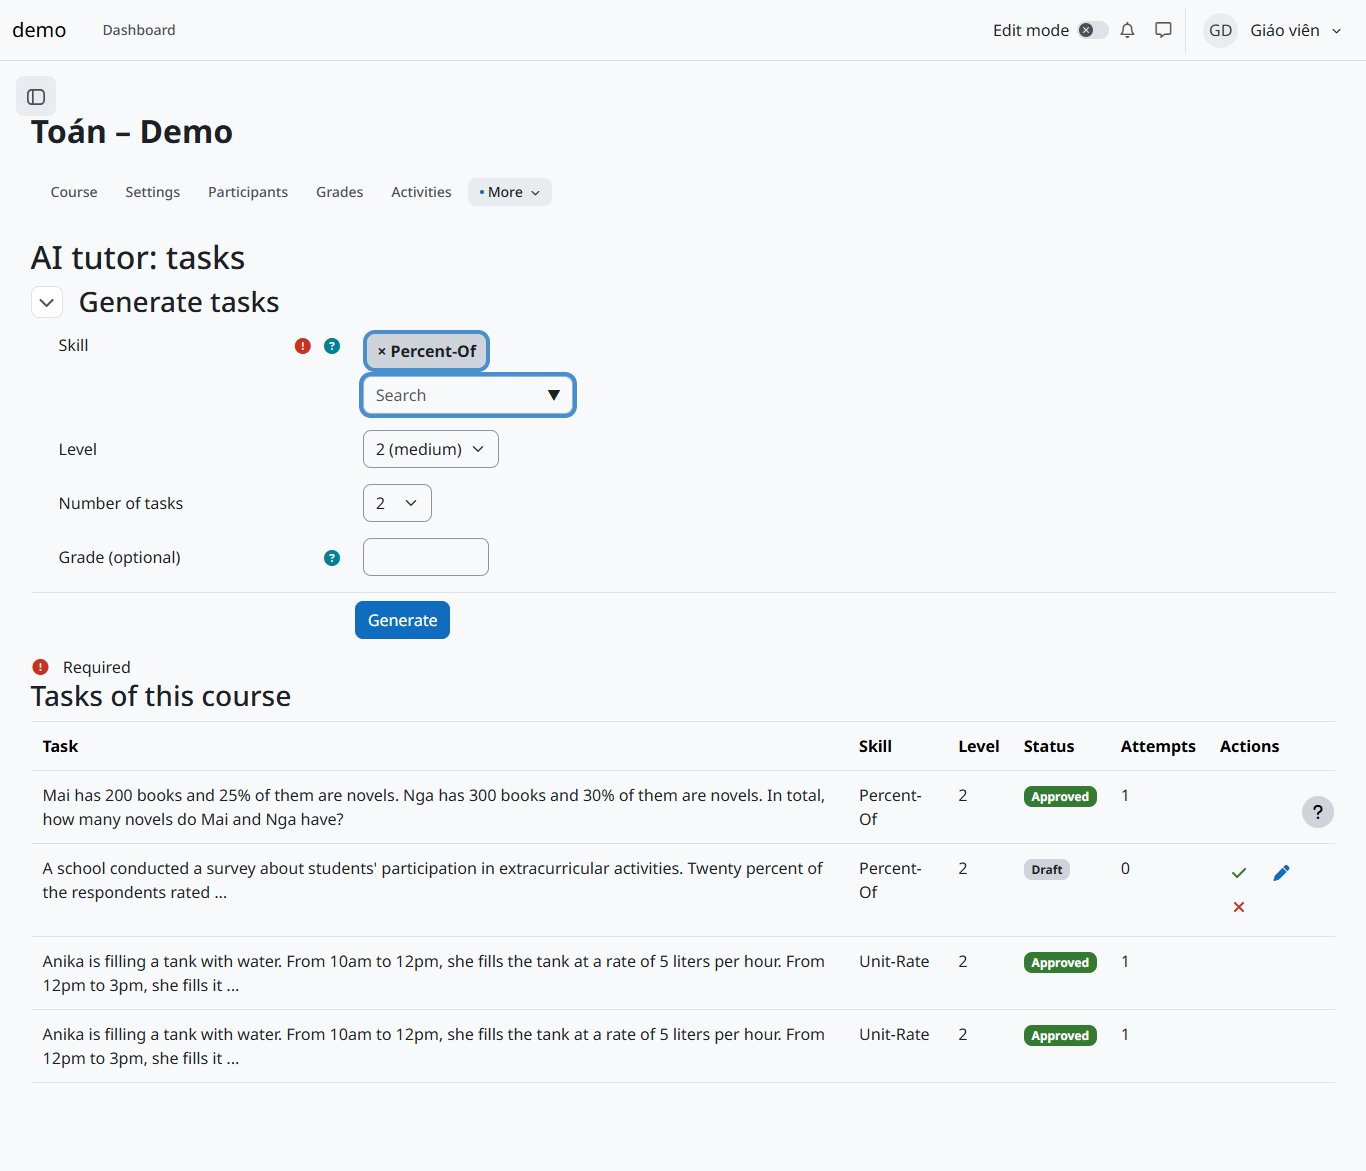 demo
Dashboard
Edit mode
GD
Giáo viên
Toán – Demo
Course
Settings
Participants
Grades
Activities
More
AI tutor: tasks
Generate tasks
Skill
× Percent-Of
Search
Level
2 (medium)
Number of tasks
2
Grade (optional)
Generate
Required
Tasks of this course
Task Skill Level Status Attempts Actions
Mai has 200 books and 25% of them are novels. Nga has 300 books and 30% of them are novels. In total,
how many novels do Mai and Nga have?
Percent-
Of
2
Approved
1
?
A school conducted a survey about students' participation in extracurricular activities. Twenty percent of
the respondents rated ...
Percent-
Of
2
Draft
0
Anika is filling a tank with water. From 10am to 12pm, she fills the tank at a rate of 5 liters per hour. From
12pm to 3pm, she fills it ...
Unit-Rate
2
Approved
1
Anika is filling a tank with water. From 10am to 12pm, she fills the tank at a rate of 5 liters per hour. From
12pm to 3pm, she fills it ...
Unit-Rate
2
Approved
1